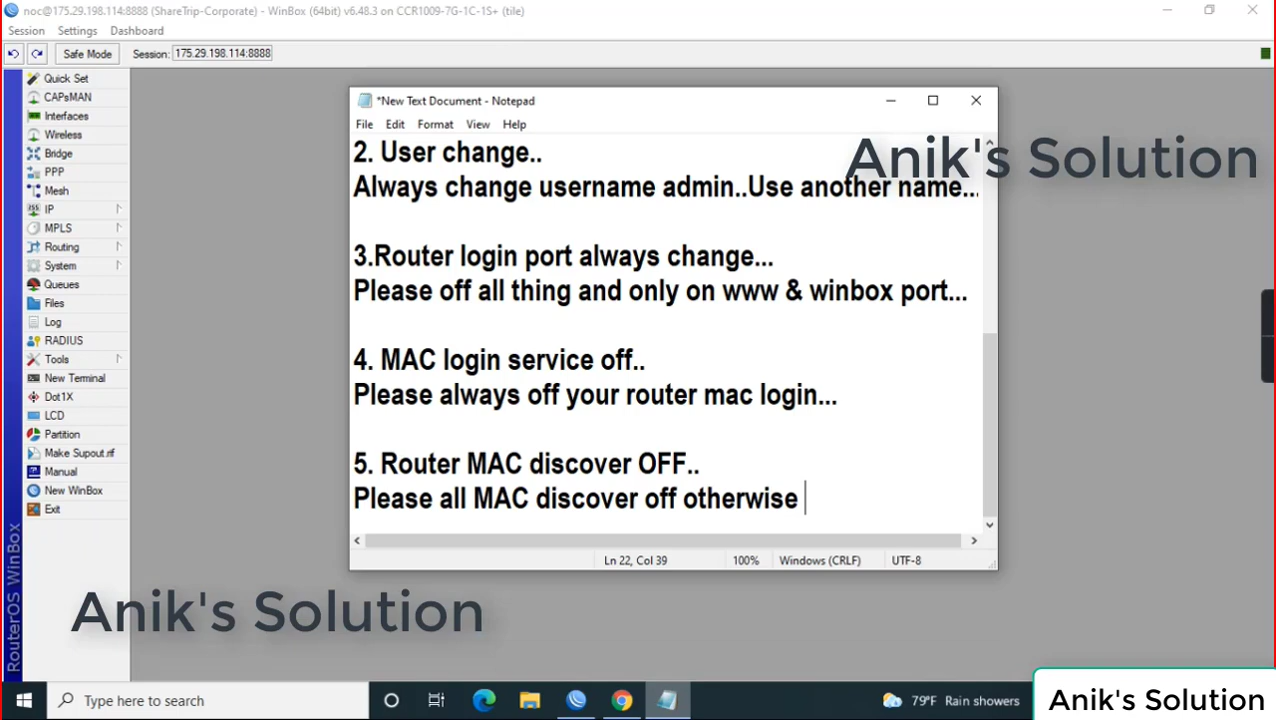 noc@175.29.198.114:8888 (ShareTrip-Corporate) - WinBox (64bit) v6.48.3 on CCR1009-7G-1C-1S+ (tile)
Session Settings Dashboard
Safe Mode Session: 175.29.198.114:8888
Quick Set
CAPsMAN
Interfaces
Wireless
Bridge
PPP
Mesh
IP
MPLS
Routing
System
Queues
Files
Log
RADIUS
Tools
New Terminal
Dot1X
LCD
Partition
Make Supout.rif
Manual
New WinBox
Exit
RouterOS WinBox
*New Text Document - Notepad
File Edit Format View Help
2. User change..
Always change username admin..Use another name...
3.Router login port always change...
Please off all thing and only on www & winbox port...
4. MAC login service off..
Please always off your router mac login...
5. Router MAC discover OFF..
Please all MAC discover off otherwise
Ln 22, Col 39 100% Windows (CRLF) UTF-8
Anik's Solution
Anik's Solution
Type here to search
79°F Rain showers
Anik's Solution